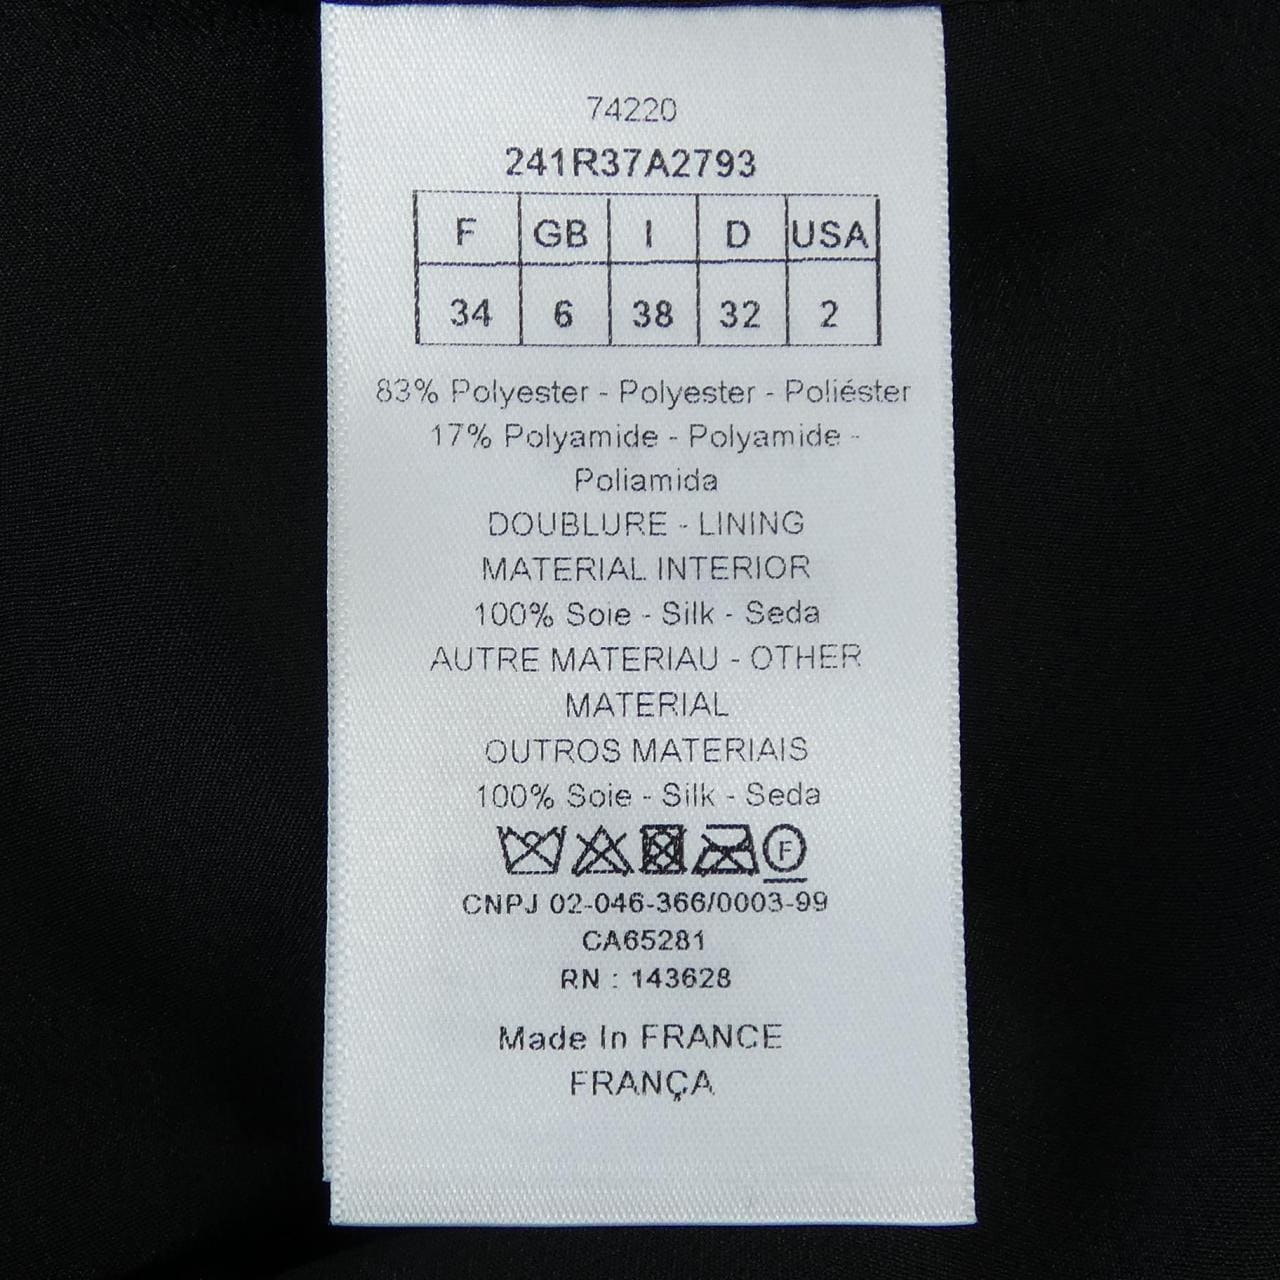 74220
241R37A2793
F GB I D USA
34 6 38 32 2
83% Polyester - Polyester - Poliéster
17% Polyamide - Polyamide -
Poliamida
DOUBLURE - LINING
MATERIAL INTERIOR
100% Soie - Silk - Seda
AUTRE MATERIAU - OTHER
MATERIAL
OUTROS MATERIAIS
100% Soie - Silk - Seda
F
CNPJ 02-046-366/0003-99
CA65281
RN : 143628
Made In FRANCE
FRANÇA